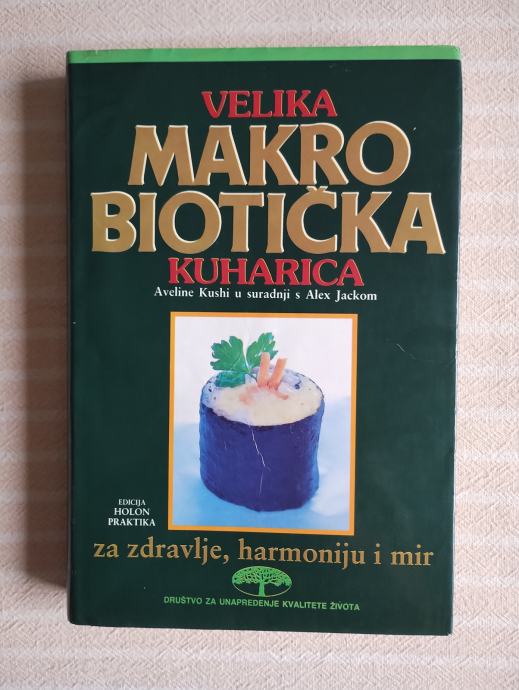 VELIKA
MAKRO
BIOTIČKA
KUHARICA
Aveline Kushi u suradnji s Alex Jackom
EDICIJA
HOLON
PRAKTIKA
za zdravlje, harmoniju i mir
DRUŠTVO ZA UNAPREĐENJE KVALITETE ŽIVOTA